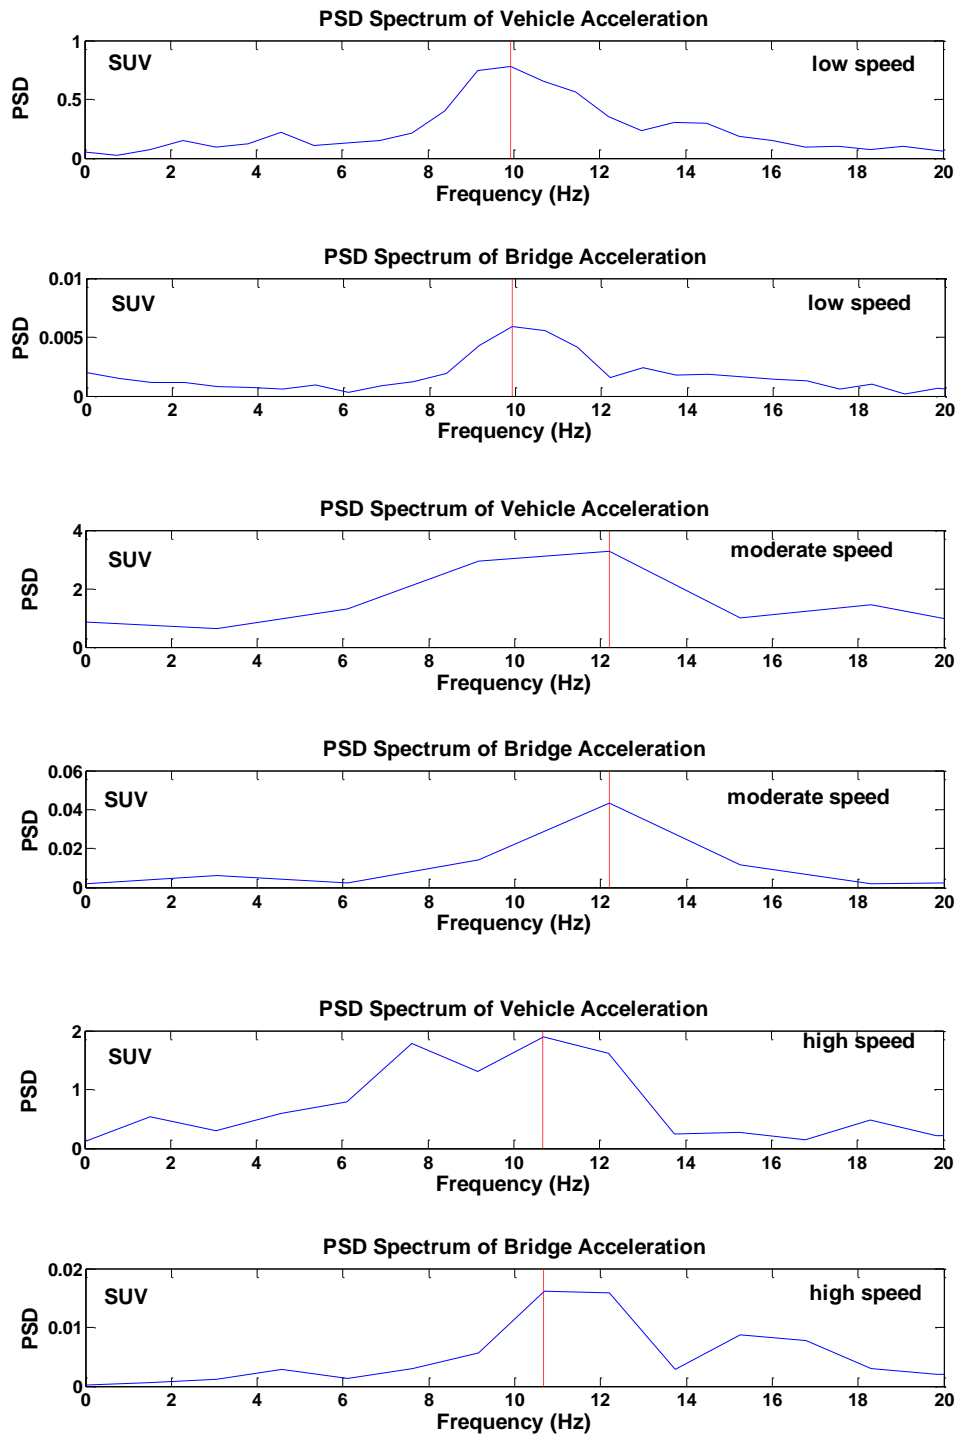 PSD Spectrum of Vehicle Acceleration
1
SUV
low speed
0.5
PSD
0
0 2 4 6 8 10 12 14 16 18 20
Frequency (Hz)
PSD Spectrum of Bridge Acceleration
0.01
SUV
low speed
0.005
PSD
0
0 2 4 6 8 10 12 14 16 18 20
Frequency (Hz)
PSD Spectrum of Vehicle Acceleration
4
SUV
moderate speed
2
PSD
0
0 2 4 6 8 10 12 14 16 18 20
Frequency (Hz)
PSD Spectrum of Bridge Acceleration
0.06
SUV
moderate speed
0.04
PSD
0.02
0
0 2 4 6 8 10 12 14 16 18 20
Frequency (Hz)
PSD Spectrum of Vehicle Acceleration
2
SUV
high speed
1
PSD
0
0 2 4 6 8 10 12 14 16 18 20
Frequency (Hz)
PSD Spectrum of Bridge Acceleration
0.02
SUV
high speed
0.01
PSD
0
0 2 4 6 8 10 12 14 16 18 20
Frequency (Hz)